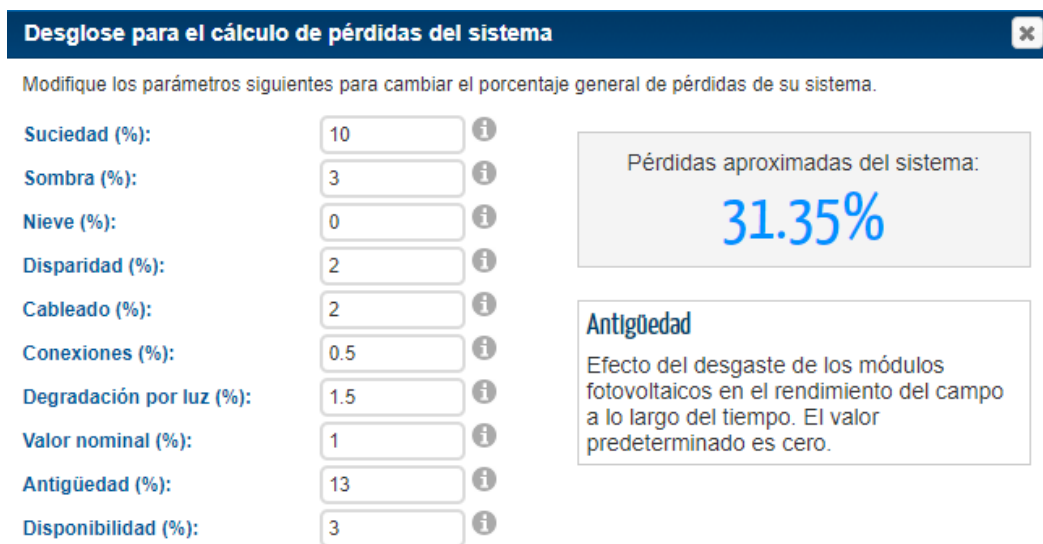 Desglose para el cálculo de pérdidas del sistema
Modifique los parámetros siguientes para cambiar el porcentaje general de pérdidas de su sistema.
Suciedad (%): 10
Sombra (%): 3
Nieve (%): 0
Disparidad (%): 2
Cableado (%): 2
Conexiones (%): 0.5
Degradación por luz (%): 1.5
Valor nominal (%): 1
Antigüedad (%): 13
Disponibilidad (%): 3
Pérdidas aproximadas del sistema:
31.35%
Antigüedad
Efecto del desgaste de los módulos
fotovoltaicos en el rendimiento del campo
a lo largo del tiempo. El valor
predeterminado es cero.